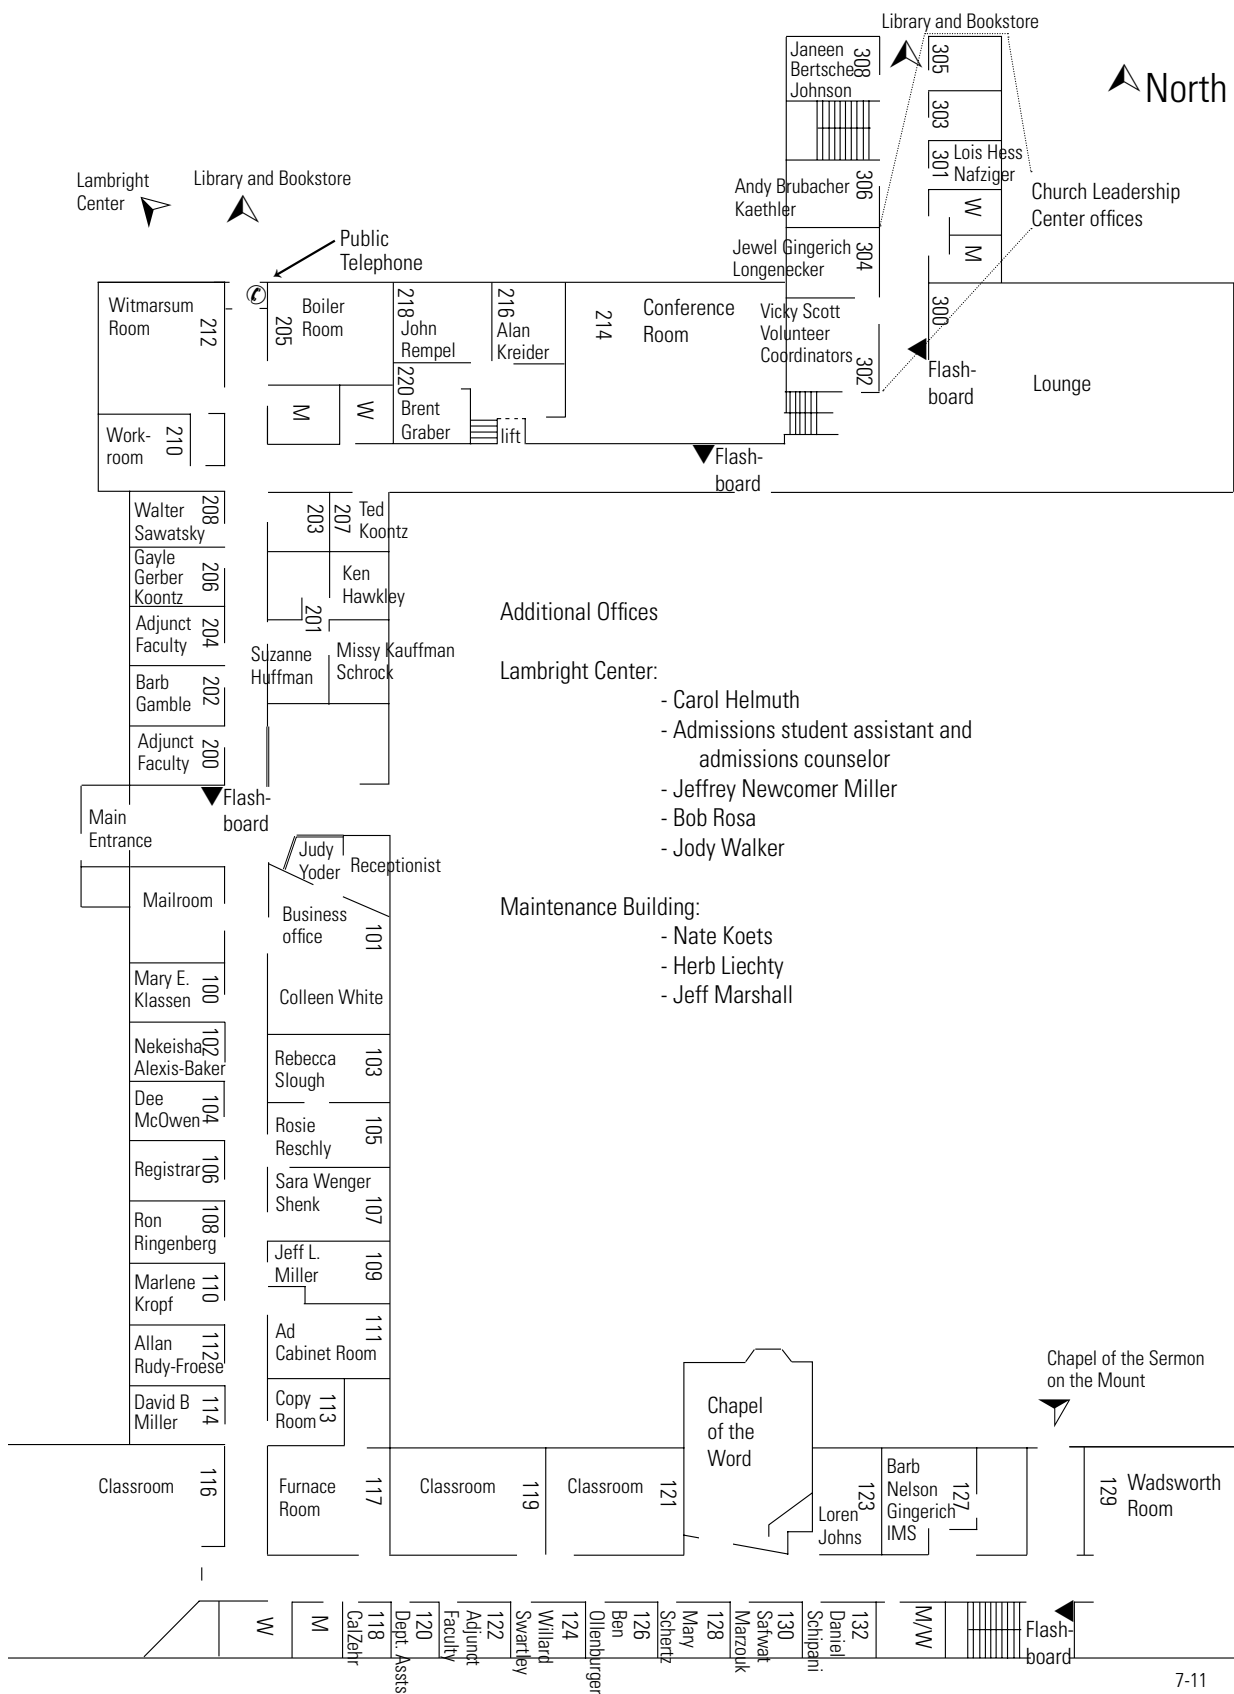 Library and Bookstore
Janeen
Bertsche
Johnson
308
305
North
303
301
Lois Hess
Nafziger
Lambright
Center
Library and Bookstore
Andy Brubacher
Kaethler
306
W
Church Leadership
Center offices
Public
Telephone
Jewel Gingerich
Longenecker
304
M
Witmarsum
Room
212
205
Boiler
Room
218
John
Rempel
216
Alan
Kreider
214
Conference
Room
Vicky Scott
Volunteer
Coordinators
302
300
Flash-
board
Lounge
220
Brent
Graber
M
W
lift
Work-
room
210
Flash-
board
Walter
Sawatsky
208
203
207
Ted
Koontz
Gayle
Gerber
Koontz
206
Ken
Hawkley
201
Adjunct
Faculty
204
Suzanne
Huffman
Missy Kauffman
Schrock
Barb
Gamble
202
Adjunct
Faculty
200
Additional Offices
Lambright Center:
- Carol Helmuth
- Admissions student assistant and
admissions counselor
- Jeffrey Newcomer Miller
- Bob Rosa
- Jody Walker
Maintenance Building:
- Nate Koets
- Herb Liechty
- Jeff Marshall
Main
Entrance
Flash-
board
Judy
Yoder
Receptionist
Mailroom
Business
office
101
Mary E.
Klassen
100
Colleen White
Nekeisha
Alexis-Baker
102
Rebecca
Slough
103
Dee
McOwen
104
Rosie
Reschly
105
Registrar
106
Sara Wenger
Shenk
107
Ron
Ringenberg
108
Jeff L.
Miller
109
Marlene
Kropf
110
Ad
Cabinet Room
111
Allan
Rudy-Froese
112
David B
Miller
114
Copy
Room
113
Chapel
of the
Word
Chapel of the Sermon
on the Mount
Classroom
116
Furnace
Room
117
Classroom
119
Classroom
121
Loren
Johns
123
Barb
Nelson
Gingerich
IMS
127
129
Wadsworth
Room
W
M
118
CalZehr
120
Dept. Assts
122
Adjunct
Faculty
124
Willard
Swartley
126
Ben
Ollenburger
128
Mary
Schertz
130
Safwat
Marzouk
132
Daniel
Schipani
M/W
Flash-
board
7-11